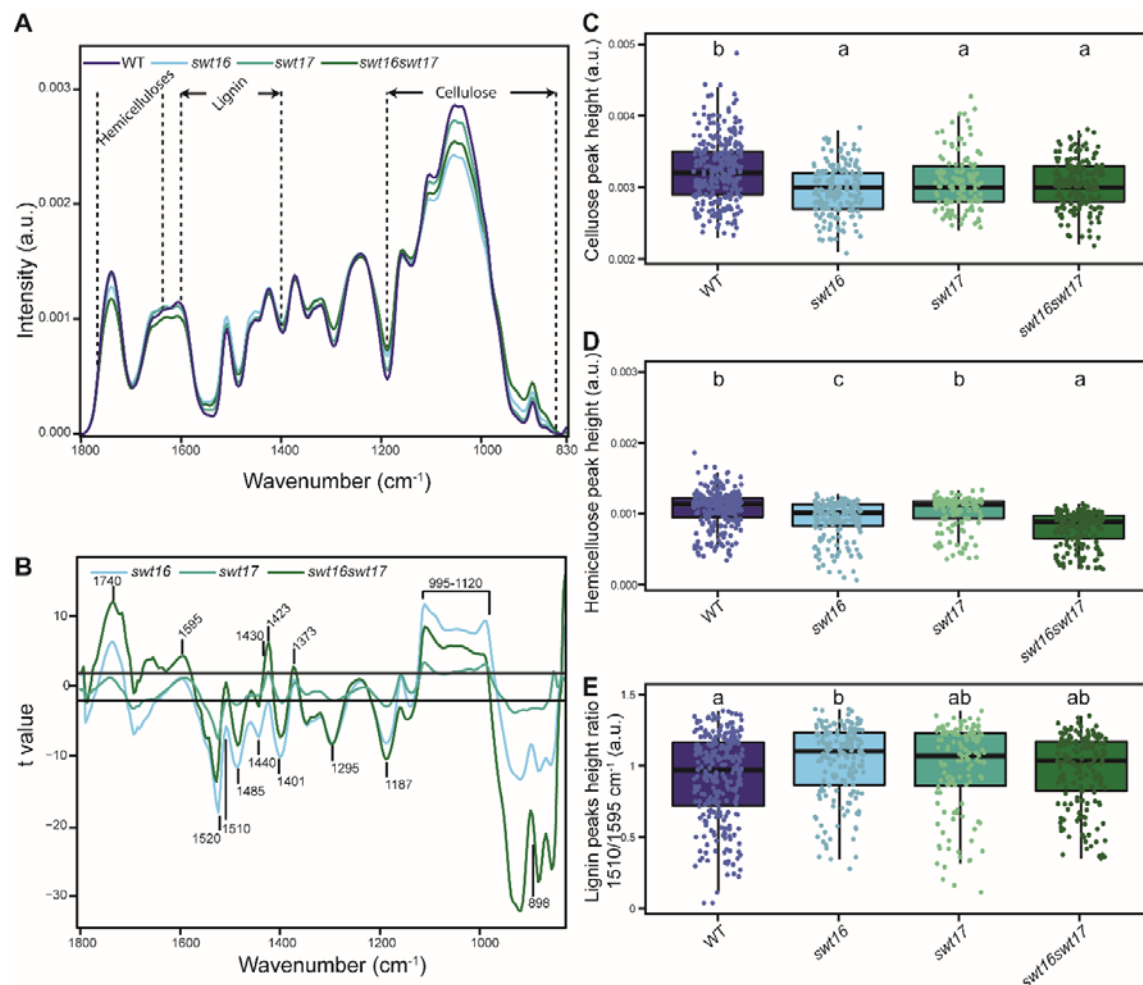 A
WT swt16 swt17 swt16swt17
Hemicelluloses
Lignin
Cellulose
Intensity (a.u.)
0.003
0.002
0.001
0.000
1800 1600 1400 1200 1000 830
Wavenumber (cm-1)
B
swt16 swt17 swt16swt17
1740
1595
1430
1423
1373
995-1120
1520
1510
1485
1440
1401
1295
1187
898
t value
10
0
−10
−20
−30
1800 1600 1400 1200 1000
Wavenumber (cm-1)
C
b a a a
Celluose peak height (a.u.)
0.005
0.004
0.003
0.002
WT swt16 swt17 swt16swt17
D
b c b a
Hemicelluose peak height (a.u.)
0.003
0.002
0.001
0.000
WT swt16 swt17 swt16swt17
E
a b ab ab
Lignin peaks height ratio
1510/1595 cm-1 (a.u.)
1.5
1
0.5
0
WT swt16 swt17 swt16swt17